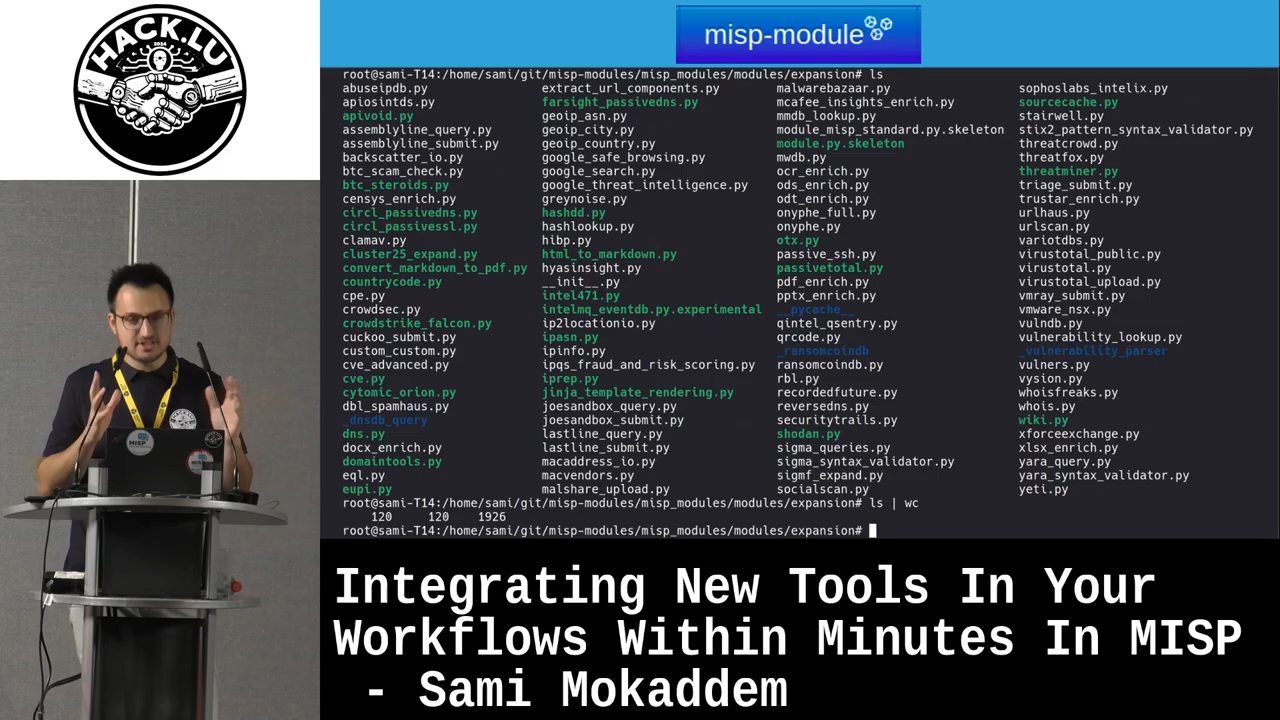 HACK.LU
2024
misp-module
root@sami-T14:/home/sami/git/misp-modules/misp_modules/modules/expansion# ls
abuseipdb.py extract_url_components.py malwarebazaar.py sophoslabs_intelix.py
apiosintds.py farsight_passivedns.py mcafee_insights_enrich.py sourcecache.py
apivoid.py geoip_asn.py mmdb_lookup.py stairwell.py
assemblyline_query.py geoip_city.py module_misp_standard.py.skeleton stix2_pattern_syntax_validator.py
assemblyline_submit.py geoip_country.py module.py.skeleton threatcrowd.py
backscatter_io.py google_safe_browsing.py mwdb.py threatfox.py
btc_scam_check.py google_search.py ocr_enrich.py threatminer.py
btc_steroids.py google_threat_intelligence.py ods_enrich.py triage_submit.py
censys_enrich.py greynoise.py odt_enrich.py trustar_enrich.py
circl_passivedns.py hashdd.py onyphe_full.py urlhaus.py
circl_passivessl.py hashlookup.py onyphe.py urlscan.py
clamav.py hibp.py otx.py variotdbs.py
cluster25_expand.py html_to_markdown.py passive_ssh.py virustotal_public.py
convert_markdown_to_pdf.py hyasinsight.py passivetotal.py virustotal.py
countrycode.py __init__.py pdf_enrich.py virustotal_upload.py
cpe.py intel471.py pptx_enrich.py vmray_submit.py
crowdsec.py intelmq_eventdb.py.experimental __pycache__ vmware_nsx.py
crowdstrike_falcon.py ip2locationio.py qintel_qsentry.py vulndb.py
cuckoo_submit.py ipasn.py qrcode.py vulnerability_lookup.py
custom_custom.py ipinfo.py _ransomcoindb _vulnerability_parser
cve_advanced.py ipqs_fraud_and_risk_scoring.py ransomcoindb.py vulners.py
cve.py iprep.py rbl.py vysion.py
cytomic_orion.py jinja_template_rendering.py recordedfuture.py whoisfreaks.py
dbl_spamhaus.py joesandbox_query.py reversedns.py whois.py
_dnsdb_query joesandbox_submit.py securitytrails.py wiki.py
dns.py lastline_query.py shodan.py xforceexchange.py
docx_enrich.py lastline_submit.py sigma_queries.py xlsx_enrich.py
domaintools.py macaddress_io.py sigma_syntax_validator.py yara_query.py
eql.py macvendors.py sigmf_expand.py yara_syntax_validator.py
eupi.py malshare_upload.py socialscan.py yeti.py
root@sami-T14:/home/sami/git/misp-modules/misp_modules/modules/expansion# ls | wc
120 120 1926
root@sami-T14:/home/sami/git/misp-modules/misp_modules/modules/expansion#
MISP
Integrating New Tools In Your
Workflows Within Minutes In MISP
- Sami Mokaddem